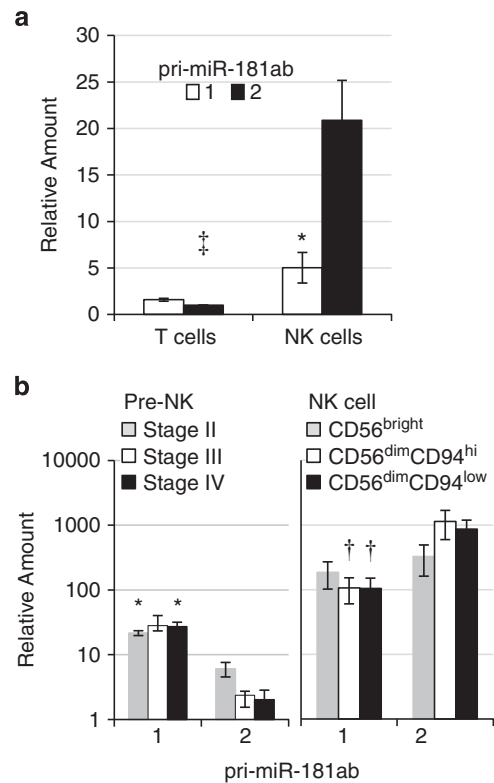 a
30
25
20
15
10
5
0
Relative Amount
pri-miR-181ab
1 2
‡
*
T cells NK cells
b
Pre-NK
Stage II
Stage III
Stage IV
NK cell
CD56bright
CD56dimCD94hi
CD56dimCD94low
10000
1000
100
10
1
Relative Amount
* *
† †
1 2 1 2
pri-miR-181ab